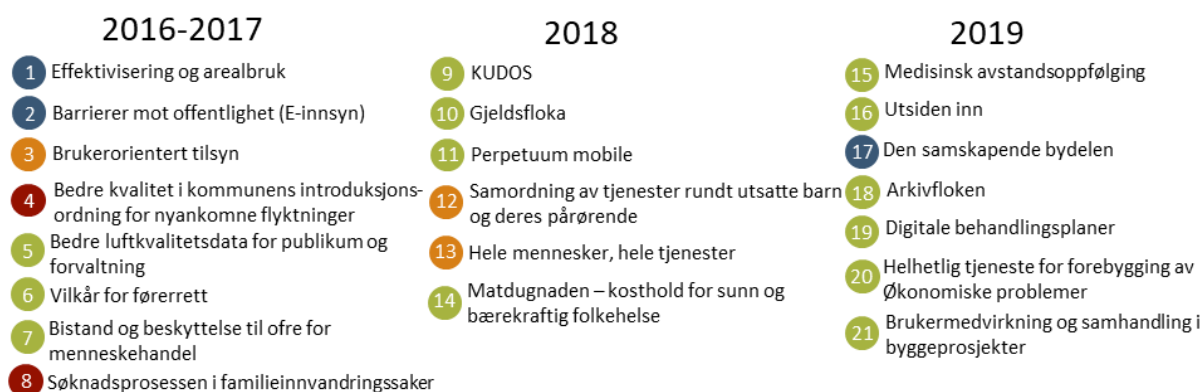 2016-2017
1 Effektivisering og arealbruk
2 Barrierer mot offentlighet (E-innsyn)
3 Brukerorientert tilsyn
4 Bedre kvalitet i kommunens introduksjons-
ordning for nyankomne flyktninger
5 Bedre luftkvalitetsdata for publikum og
forvaltning
6 Vilkår for førerrett
7 Bistand og beskyttelse til ofre for
menneskehandel
8 Søknadsprosessen i familieinnvandringssaker
2018
9 KUDOS
10 Gjeldsfloka
11 Perpetuum mobile
12 Samordning av tjenester rundt utsatte barn
og deres pårørende
13 Hele mennesker, hele tjenester
14 Matdugnaden – kosthold for sunn og
bærekraftig folkehelse
2019
15 Medisinsk avstandsoppfølging
16 Utsiden inn
17 Den samskapende bydelen
18 Arkivfloken
19 Digitale behandlingsplaner
20 Helhetlig tjeneste for forebygging av
Økonomiske problemer
21 Brukermedvirkning og samhandling i
byggeprosjekter